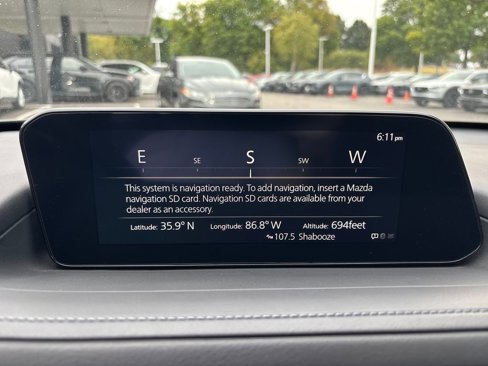 6:11pm
E SE S SW W
This system is navigation ready. To add navigation, insert a Mazda
navigation SD card. Navigation SD cards are available from your
dealer as an accessory.
Latitude: 35.9° N Longitude: 86.8° W Altitude: 694feet
107.5 Shabooze